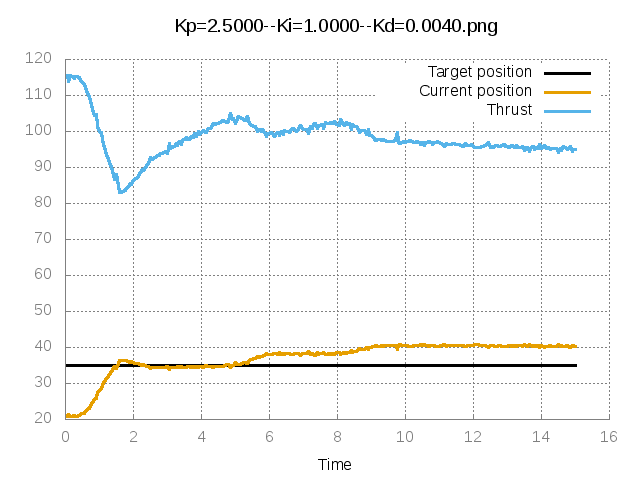 Kp=2.5000--Ki=1.0000--Kd=0.0040.png
120
110
100
90
80
70
60
50
40
30
20
Target position
Current position
Thrust
0 2 4 6 8 10 12 14 16
Time